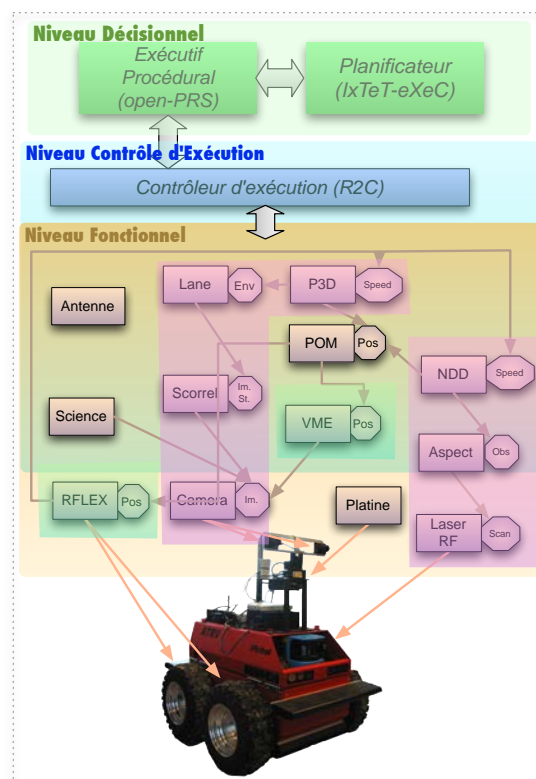 Niveau Décisionnel
Exécutif
Procédural
(open-PRS)
Planificateur
(IxTeT-eXeC)
Niveau Contrôle d'Exécution
Contrôleur d'exécution (R2C)
Niveau Fonctionnel
Lane
Env
P3D
Speed
Antenne
POM
Pos
NDD
Speed
Scorrel
Im.
St.
Science
VME
Pos
Aspect
Obs
RFLEX
Pos
Camera
Im.
Platine
Laser
RF
Scan
ATRV